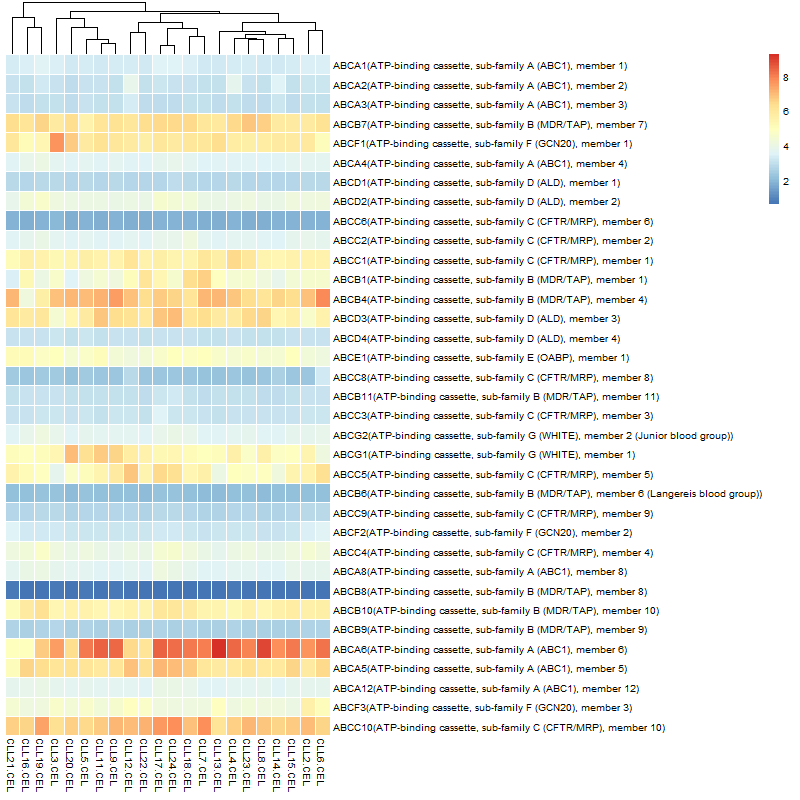 ABCA1(ATP-binding cassette, sub-family A (ABC1), member 1)
ABCA2(ATP-binding cassette, sub-family A (ABC1), member 2)
ABCA3(ATP-binding cassette, sub-family A (ABC1), member 3)
ABCB7(ATP-binding cassette, sub-family B (MDR/TAP), member 7)
ABCF1(ATP-binding cassette, sub-family F (GCN20), member 1)
ABCA4(ATP-binding cassette, sub-family A (ABC1), member 4)
ABCD1(ATP-binding cassette, sub-family D (ALD), member 1)
ABCD2(ATP-binding cassette, sub-family D (ALD), member 2)
ABCC6(ATP-binding cassette, sub-family C (CFTR/MRP), member 6)
ABCC2(ATP-binding cassette, sub-family C (CFTR/MRP), member 2)
ABCC1(ATP-binding cassette, sub-family C (CFTR/MRP), member 1)
ABCB1(ATP-binding cassette, sub-family B (MDR/TAP), member 1)
ABCB4(ATP-binding cassette, sub-family B (MDR/TAP), member 4)
ABCD3(ATP-binding cassette, sub-family D (ALD), member 3)
ABCD4(ATP-binding cassette, sub-family D (ALD), member 4)
ABCE1(ATP-binding cassette, sub-family E (OABP), member 1)
ABCC8(ATP-binding cassette, sub-family C (CFTR/MRP), member 8)
ABCB11(ATP-binding cassette, sub-family B (MDR/TAP), member 11)
ABCC3(ATP-binding cassette, sub-family C (CFTR/MRP), member 3)
ABCG2(ATP-binding cassette, sub-family G (WHITE), member 2 (Junior blood group))
ABCG1(ATP-binding cassette, sub-family G (WHITE), member 1)
ABCC5(ATP-binding cassette, sub-family C (CFTR/MRP), member 5)
ABCB6(ATP-binding cassette, sub-family B (MDR/TAP), member 6 (Langereis blood group))
ABCC9(ATP-binding cassette, sub-family C (CFTR/MRP), member 9)
ABCF2(ATP-binding cassette, sub-family F (GCN20), member 2)
ABCC4(ATP-binding cassette, sub-family C (CFTR/MRP), member 4)
ABCA8(ATP-binding cassette, sub-family A (ABC1), member 8)
ABCB8(ATP-binding cassette, sub-family B (MDR/TAP), member 8)
ABCB10(ATP-binding cassette, sub-family B (MDR/TAP), member 10)
ABCB9(ATP-binding cassette, sub-family B (MDR/TAP), member 9)
ABCA6(ATP-binding cassette, sub-family A (ABC1), member 6)
ABCA5(ATP-binding cassette, sub-family A (ABC1), member 5)
ABCA12(ATP-binding cassette, sub-family A (ABC1), member 12)
ABCF3(ATP-binding cassette, sub-family F (GCN20), member 3)
ABCC10(ATP-binding cassette, sub-family C (CFTR/MRP), member 10)
8
6
4
2
CLL21.CEL
CLL16.CEL
CLL19.CEL
CLL3.CEL
CLL20.CEL
CLL5.CEL
CLL11.CEL
CLL9.CEL
CLL12.CEL
CLL22.CEL
CLL17.CEL
CLL24.CEL
CLL18.CEL
CLL7.CEL
CLL13.CEL
CLL4.CEL
CLL23.CEL
CLL8.CEL
CLL14.CEL
CLL15.CEL
CLL2.CEL
CLL6.CEL